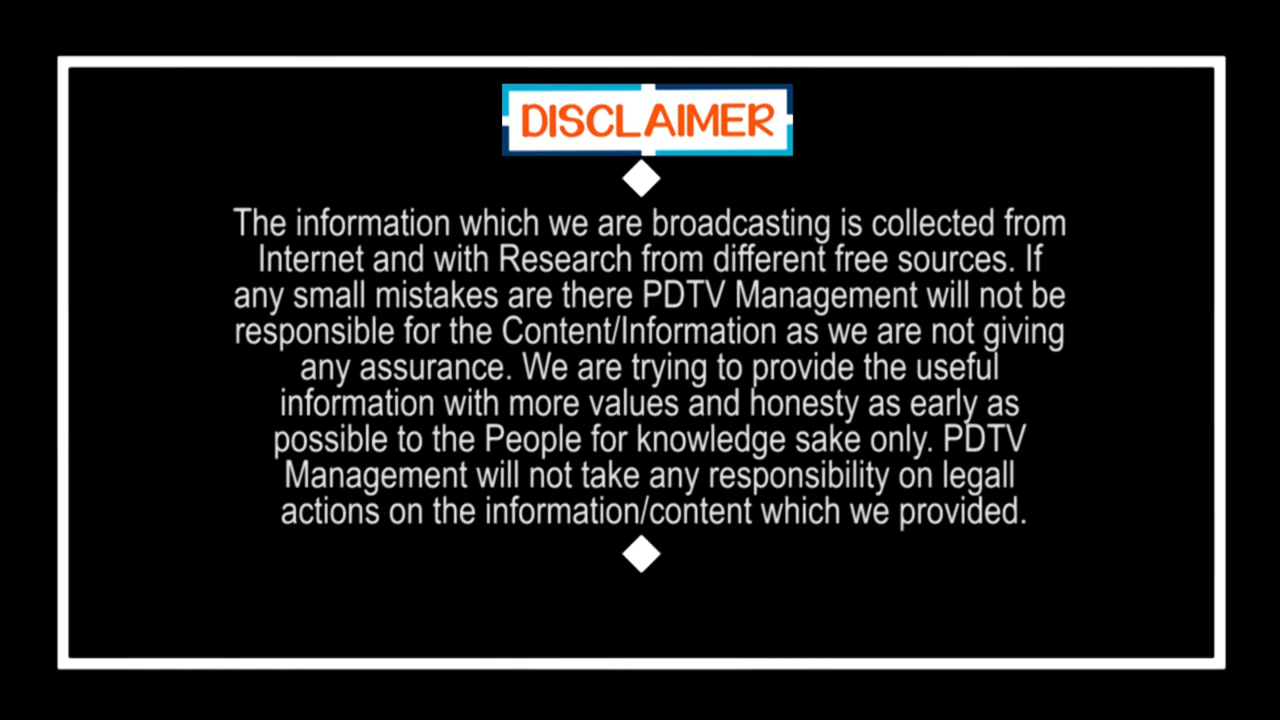 DISCLAIMER
The information which we are broadcasting is collected from
Internet and with Research from different free sources. If
any small mistakes are there PDTV Management will not be
responsible for the Content/Information as we are not giving
any assurance. We are trying to provide the useful
information with more values and honesty as early as
possible to the People for knowledge sake only. PDTV
Management will not take any responsibility on legall
actions on the information/content which we provided.